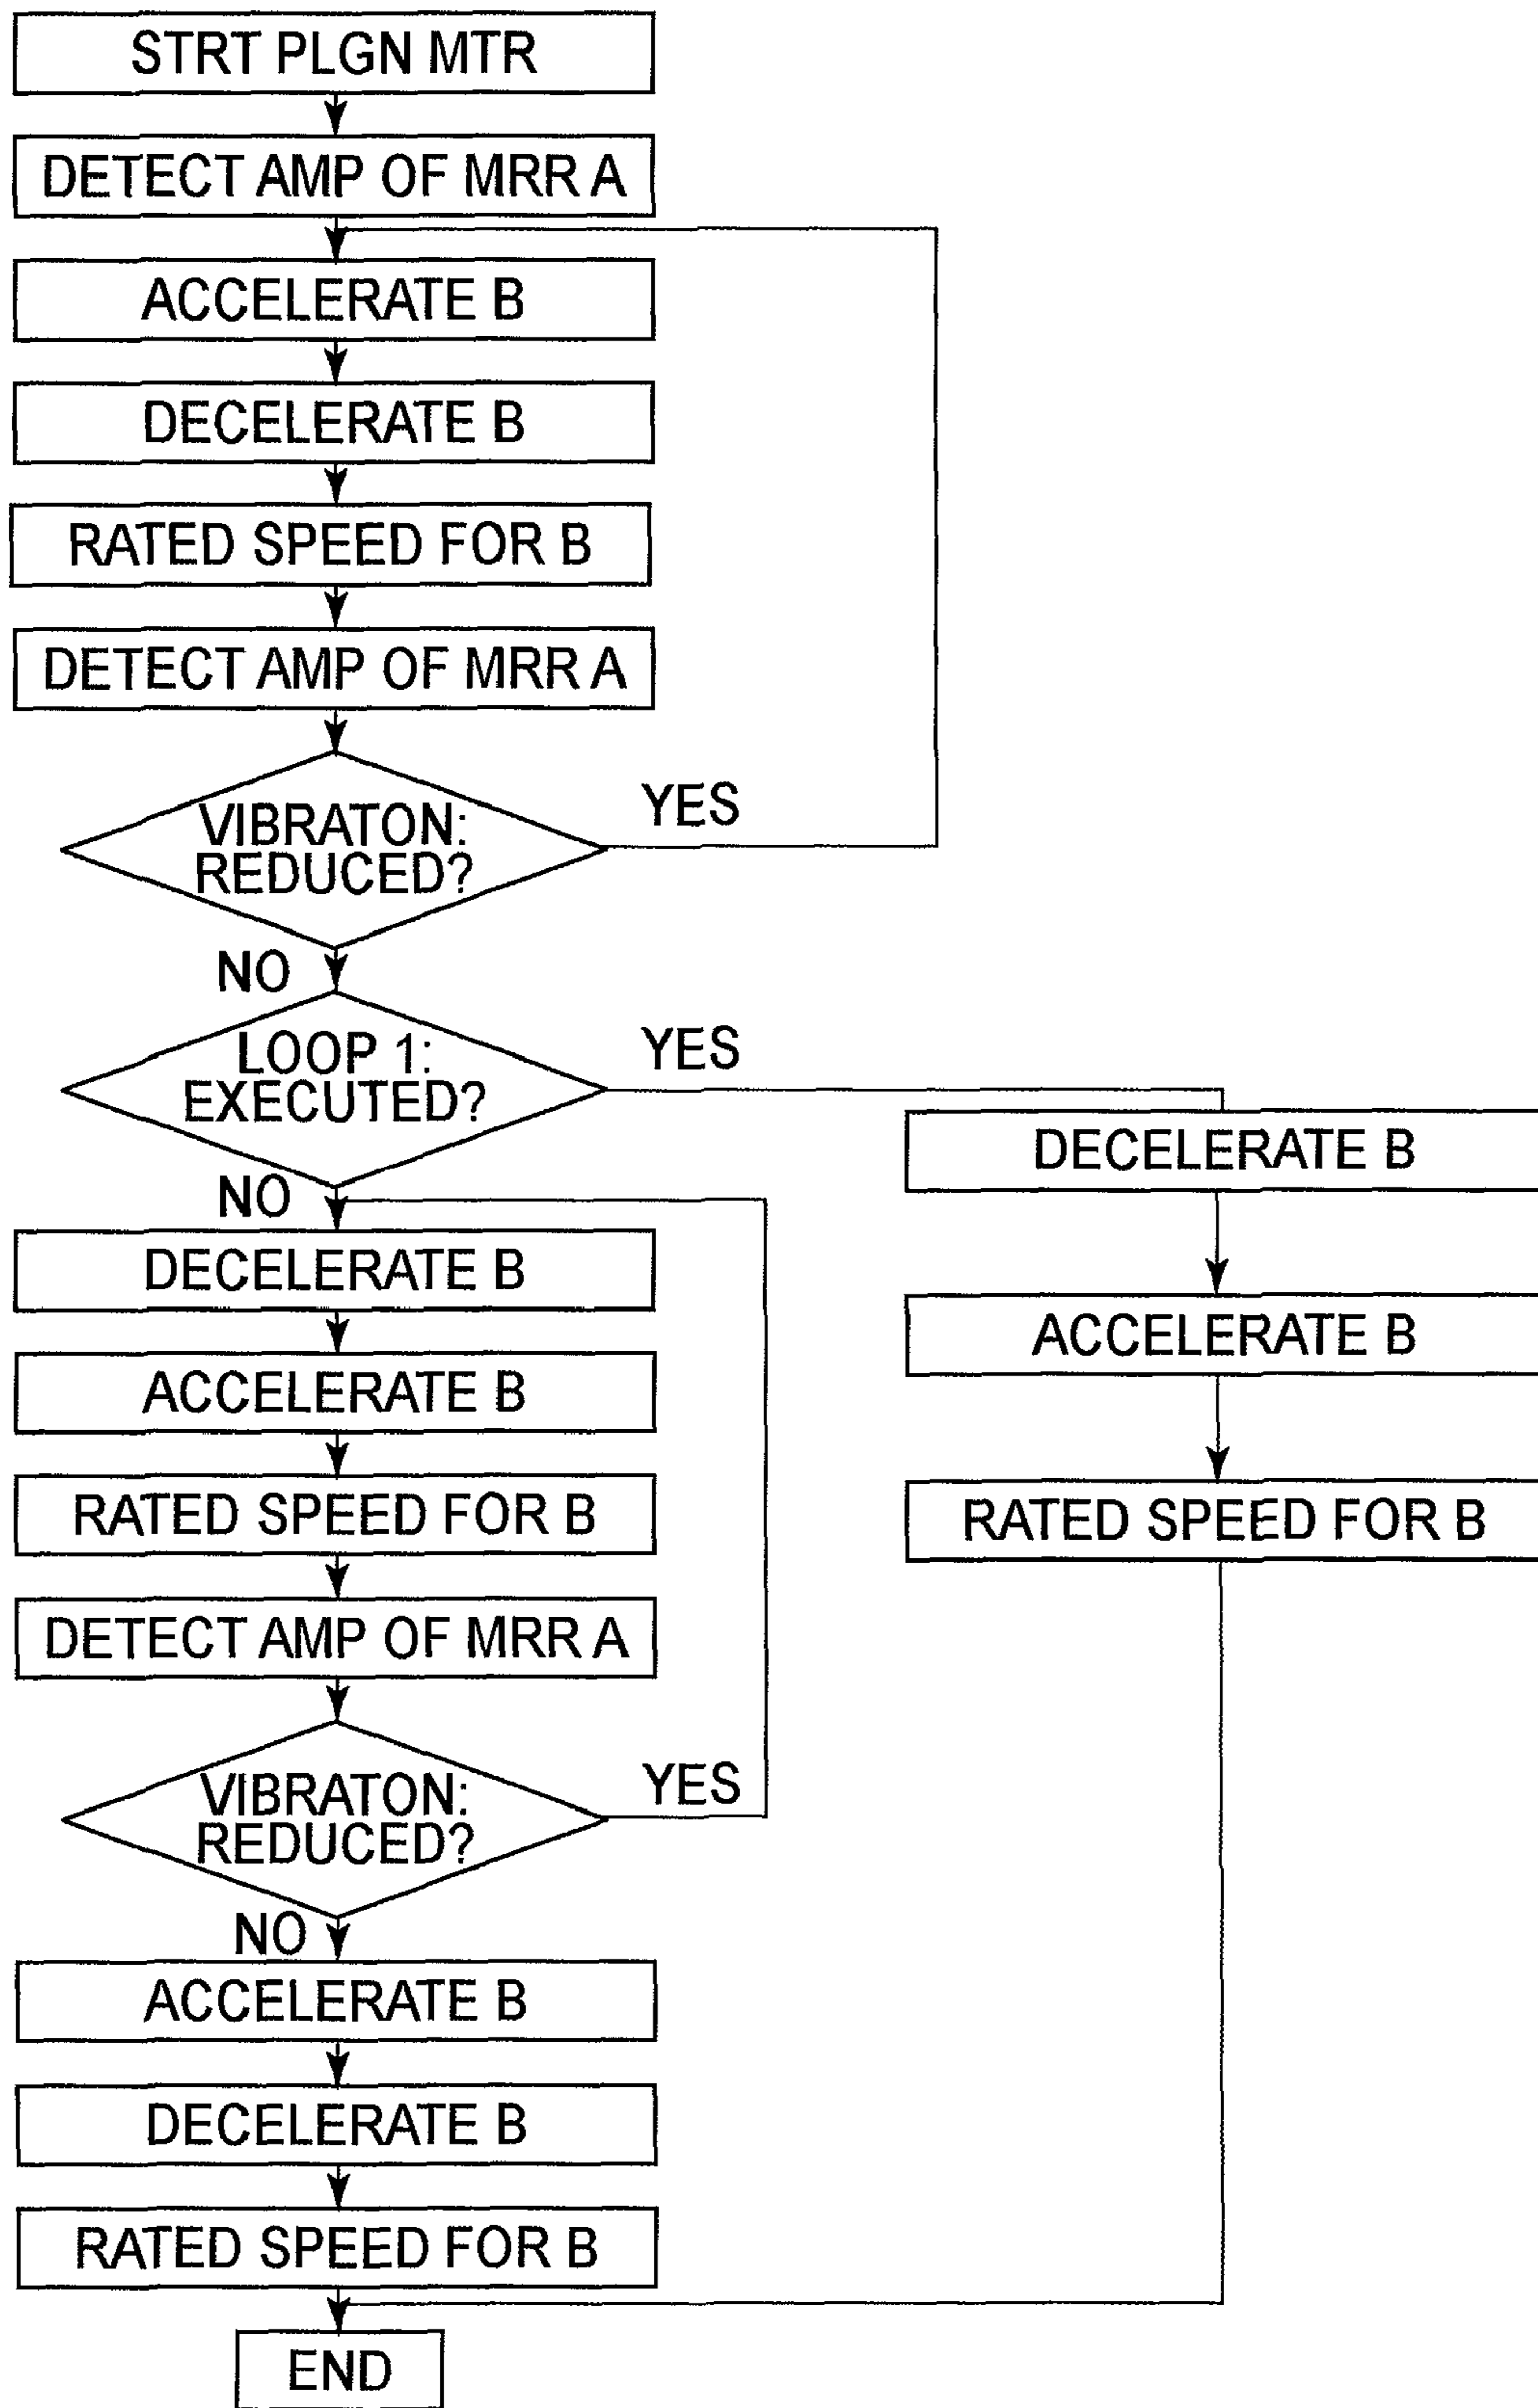 STRT PLGN MTR
DETECT AMP OF MRR A
ACCELERATE B
DECELERATE B
RATED SPEED FOR B
DETECT AMP OF MRR A
VIBRATON:
REDUCED?
YES
NO
LOOP 1:
EXECUTED?
YES
NO
DECELERATE B
ACCELERATE B
RATED SPEED FOR B
DECELERATE B
ACCELERATE B
RATED SPEED FOR B
DETECT AMP OF MRR A
VIBRATON:
REDUCED?
YES
NO
ACCELERATE B
DECELERATE B
RATED SPEED FOR B
END